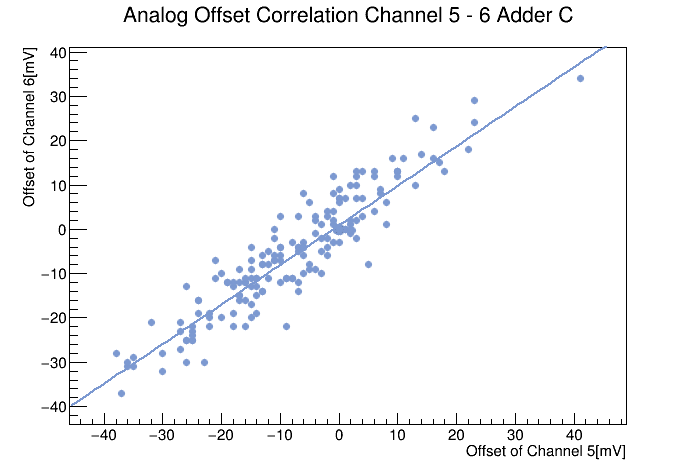 Analog Offset Correlation Channel 5 - 6 Adder C
Offset of Channel 6[mV]
40
30
20
10
0
−10
−20
−30
−40
−40 −30 −20 −10 0 10 20 30 40
Offset of Channel 5[mV]